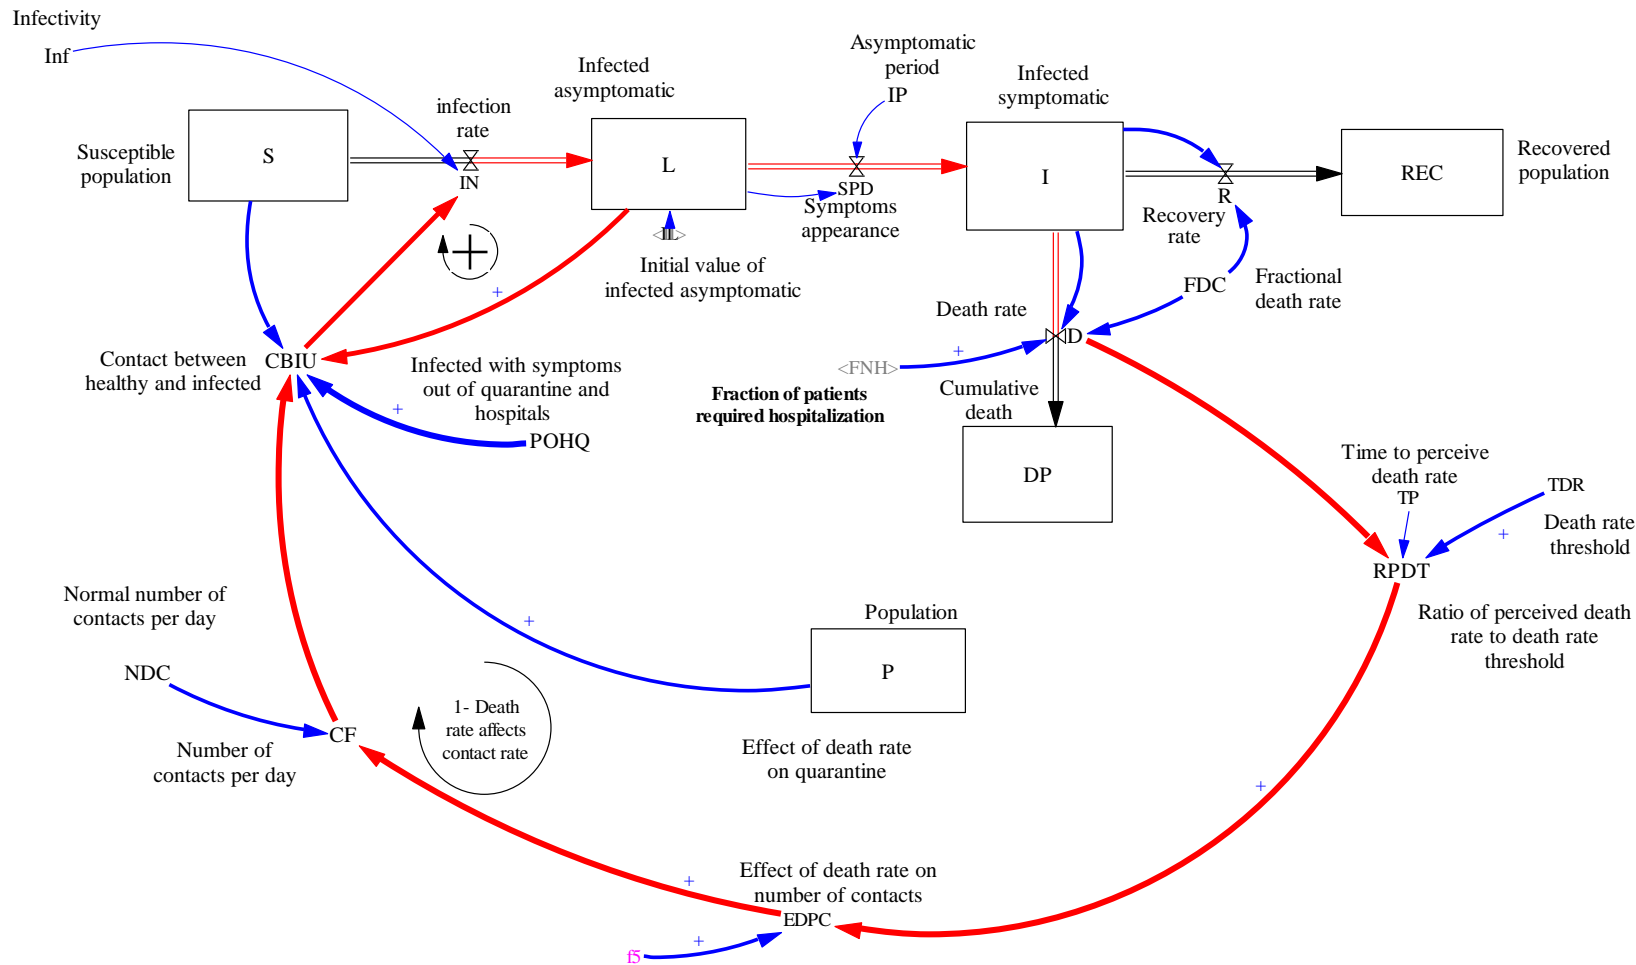 Infectivity
Inf
Susceptible
population
S
infection
rate
IN
Infected
asymptomatic
L
Initial value of
infected asymptomatic
Asymptomatic
period
IP
SPD
Symptoms
appearance
Infected
symptomatic
I
Recovery
rate
R
REC
Recovered
population
FDC
Fractional
death rate
Death rate
D
+
<FNH>
Fraction of patients
required hospitalization
Cumulative
death
DP
+
Contact between
healthy and infected
CBIU
Infected with symptoms
out of quarantine and
hospitals
+
POHQ
Time to perceive
death rate
TP
TDR
Death rate
threshold
+
RPDT
Ratio of perceived death
rate to death rate
threshold
Normal number of
contacts per day
NDC
CF
Number of
contacts per day
1- Death
rate affects
contact rate
+
Population
P
Effect of death rate
on quarantine
+
Effect of death rate on
number of contacts
EDPC
+
+
f5